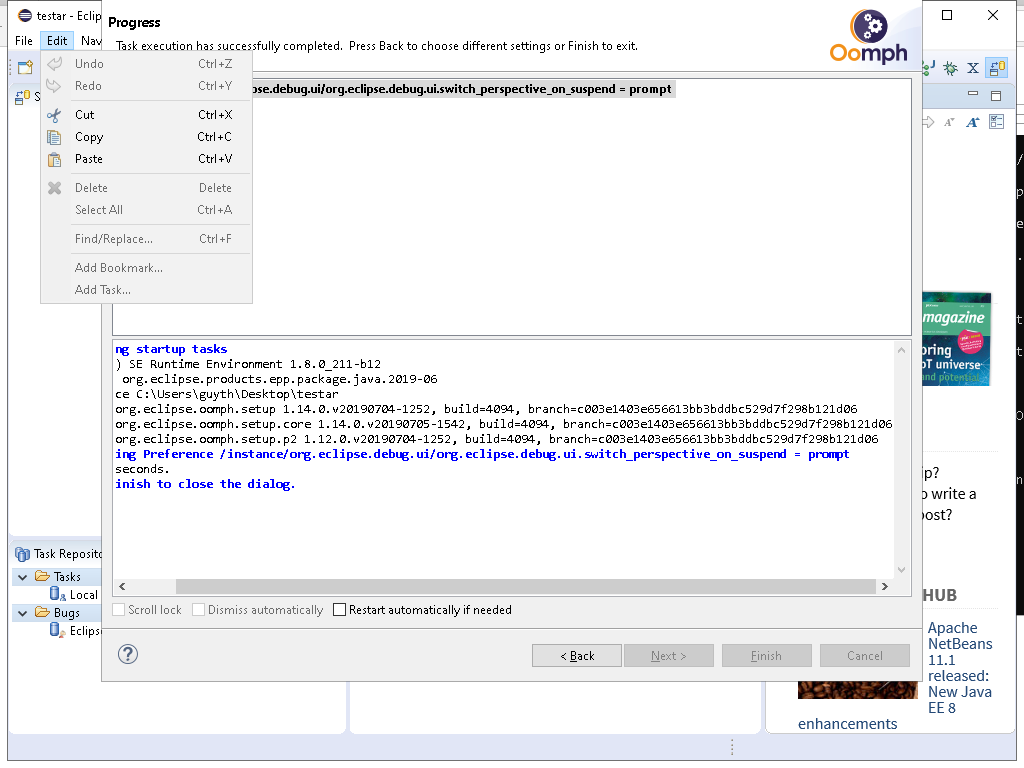 testar - Eclip
Progress
Task execution has successfully completed. Press Back to choose different settings or Finish to exit.
Oomph
File Edit Nav
Undo Ctrl+Z
Redo Ctrl+Y
Cut Ctrl+X
Copy Ctrl+C
Paste Ctrl+V
Delete Delete
Select All Ctrl+A
Find/Replace... Ctrl+F
Add Bookmark...
Add Task...
pse.debug.ui/org.eclipse.debug.ui.switch_perspective_on_suspend = prompt
magazine
oring
oT universe
and potential
ng startup tasks
) SE Runtime Environment 1.8.0_211-b12
org.eclipse.products.epp.package.java.2019-06
ce C:\Users\guyth\Desktop\testar
org.eclipse.oomph.setup 1.14.0.v20190704-1252, build=4094, branch=c003e1403e656613bb3bddbc529d7f298b121d06
org.eclipse.oomph.setup.core 1.14.0.v20190705-1542, build=4094, branch=c003e1403e656613bb3bddbc529d7f298b121d06
org.eclipse.oomph.setup.p2 1.12.0.v20190704-1252, build=4094, branch=c003e1403e656613bb3bddbc529d7f298b121d06
ing Preference /instance/org.eclipse.debug.ui/org.eclipse.debug.ui.switch_perspective_on_suspend = prompt
seconds.
inish to close the dialog.
ip?
o write a
post?
Task Reposito
Tasks
Local
Bugs
Eclips
Scroll lock Dismiss automatically Restart automatically if needed
< Back Next > Finish Cancel
HUB
Apache
NetBeans
11.1
released:
New Java
EE 8
enhancements